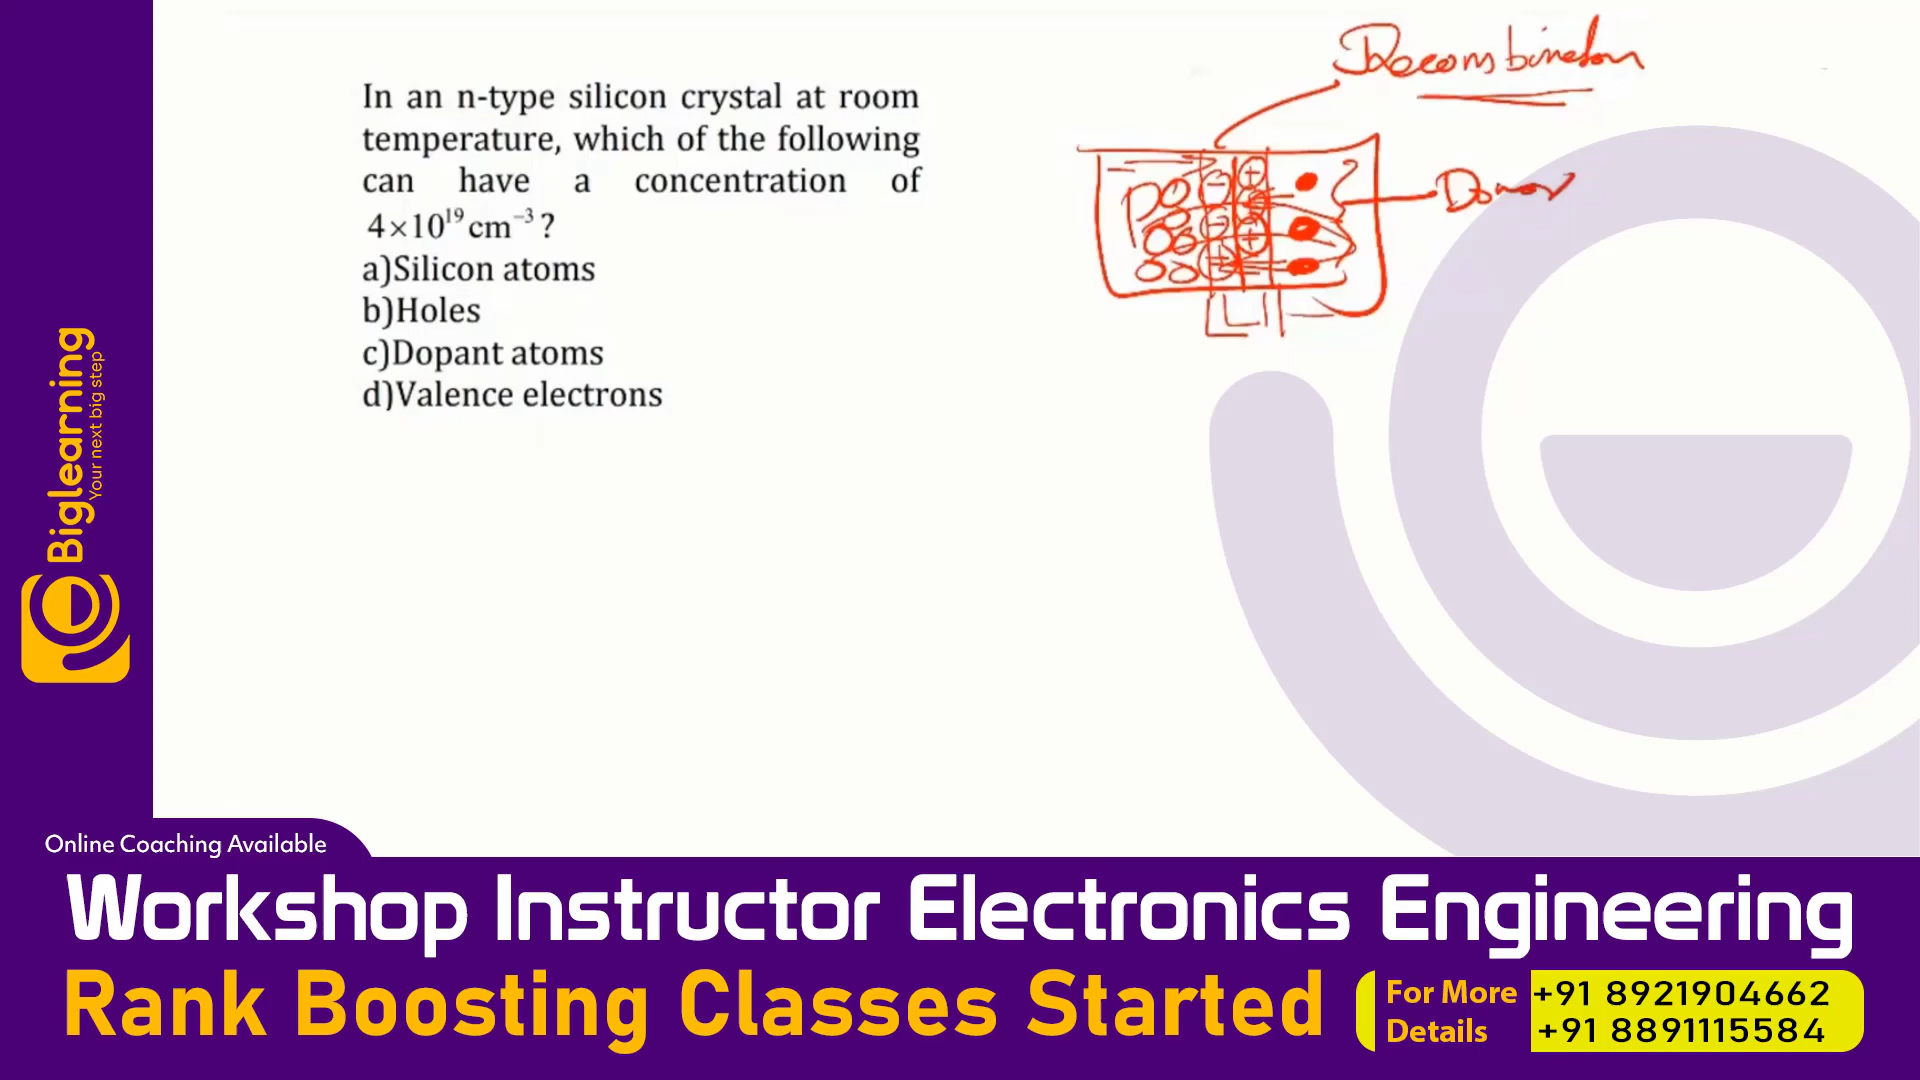 In an n-type silicon crystal at room
temperature, which of the following
can have a concentration of
4×10¹⁹ cm⁻³ ?
a)Silicon atoms
b)Holes
c)Dopant atoms
d)Valence electrons
Recombination
Donor
Biglearning
Your next big step
Online Coaching Available
Workshop Instructor Electronics Engineering
Rank Boosting Classes Started
For More Details
+91 8921904662
+91 8891115584